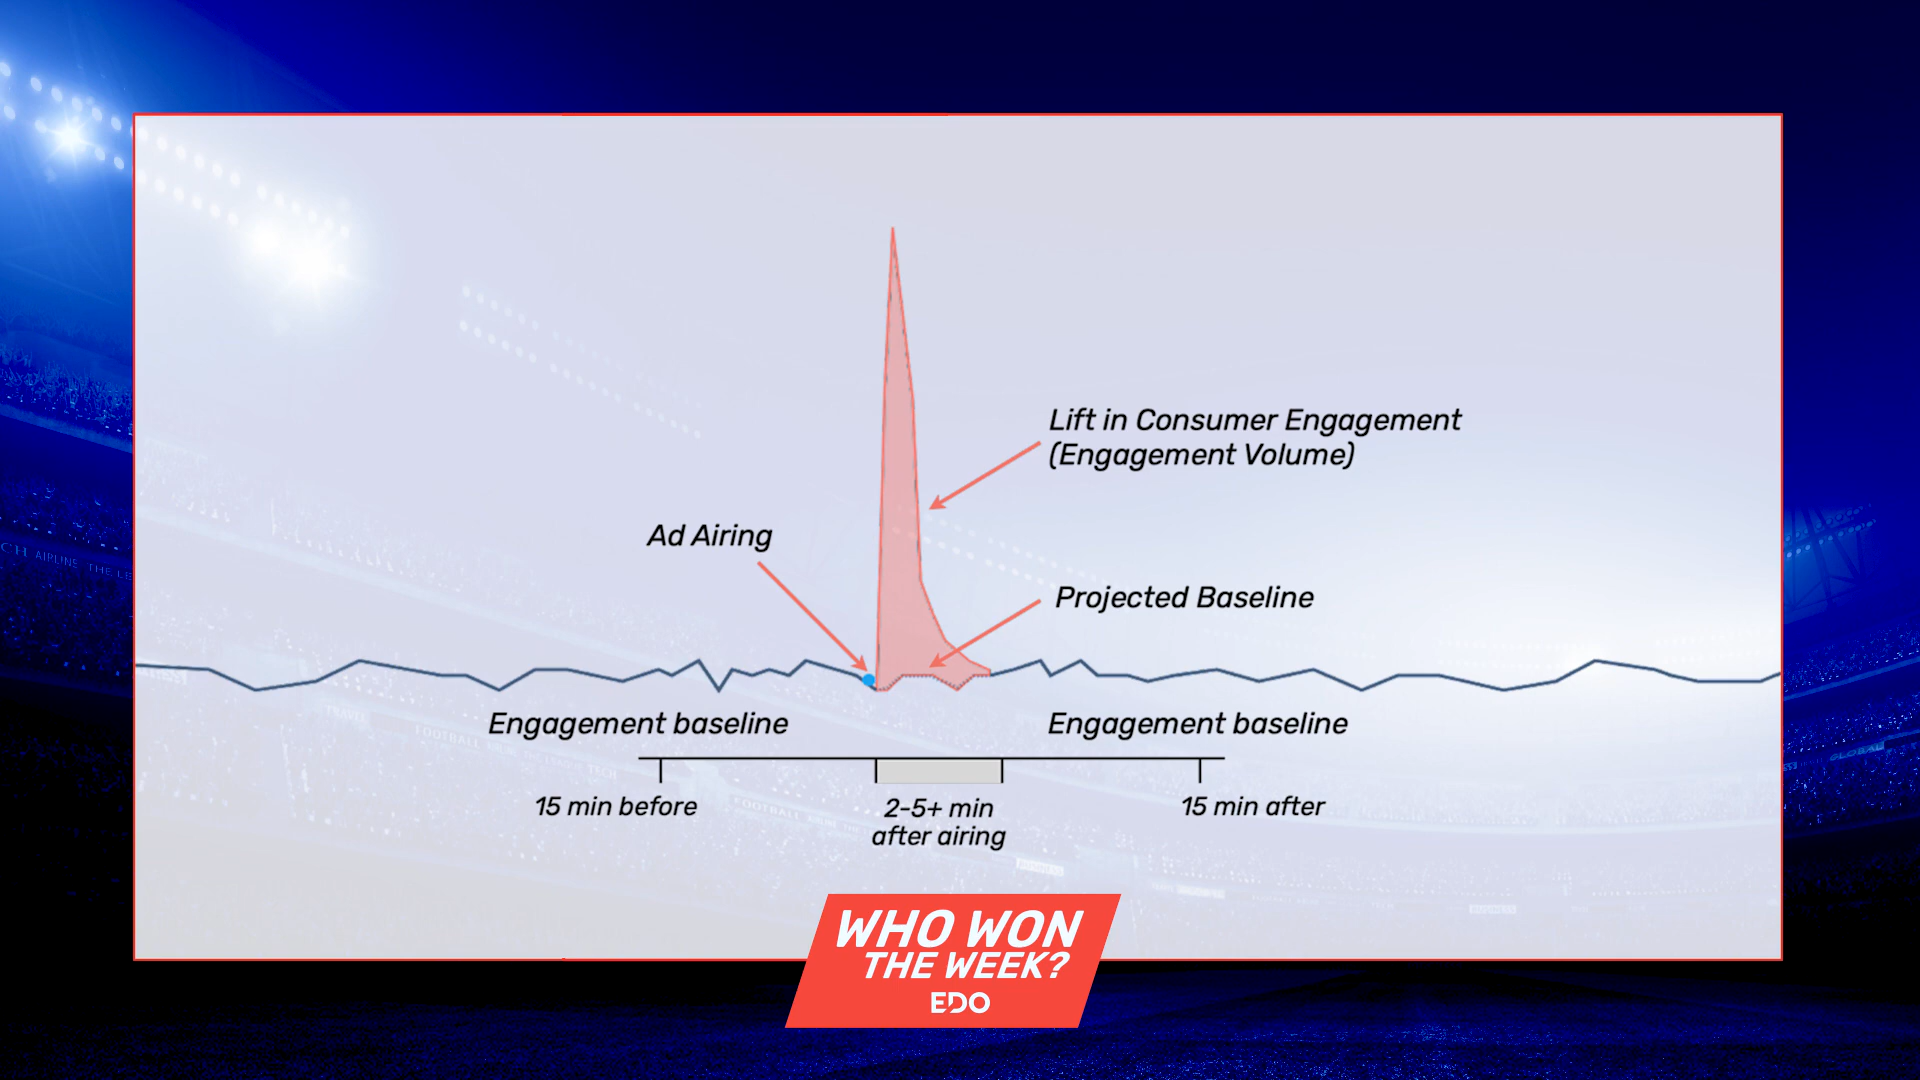 Lift in Consumer Engagement
(Engagement Volume)
Ad Airing
Projected Baseline
Engagement baseline
Engagement baseline
15 min before
2-5+ min
after airing
15 min after
WHO WON
THE WEEK?
EDO